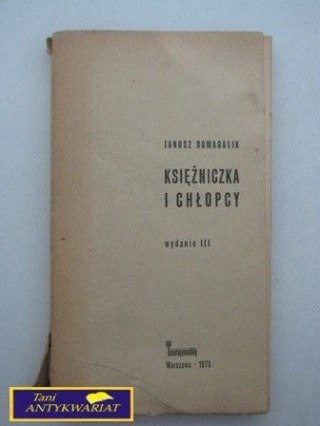 JANUSZ DOMAGALIK
KSIĘŻNICZKA
I CHŁOPCY
wydanie III
Warszawa · 1973
Tani
ANTYKWARIAT